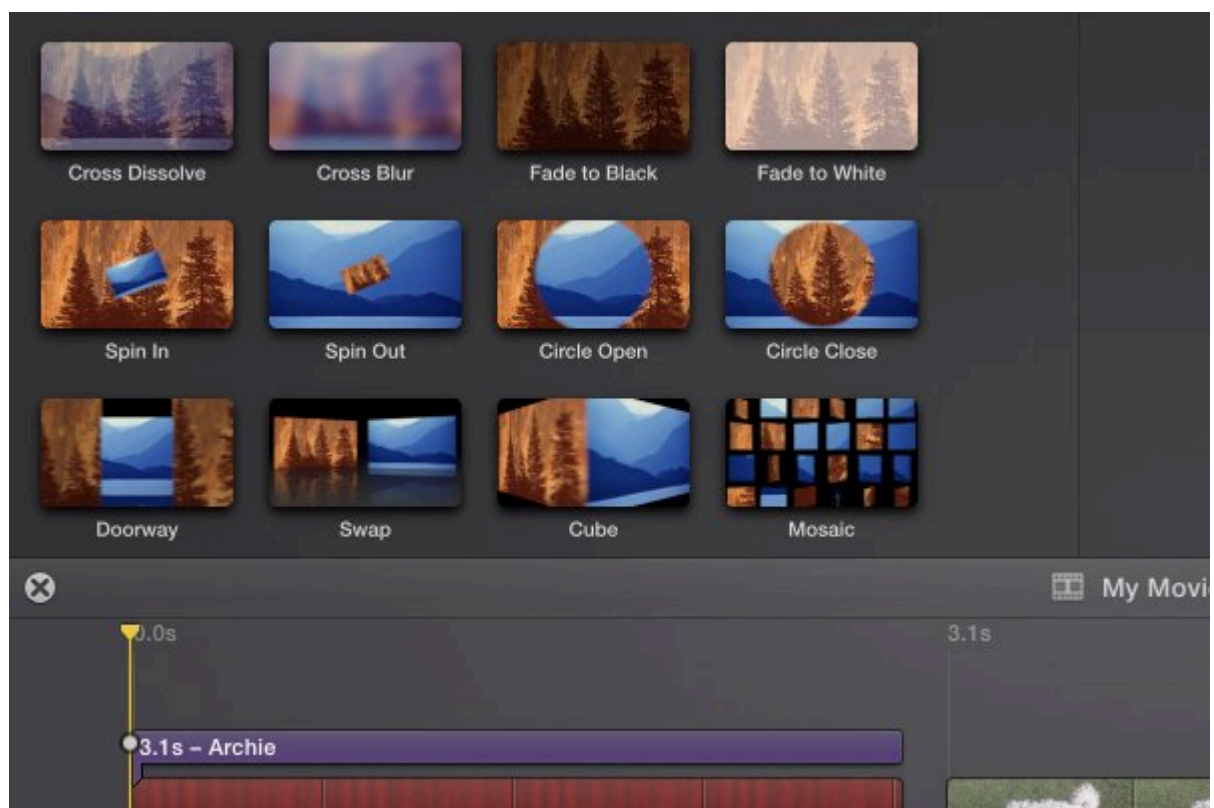 Cross Dissolve
Cross Blur
Fade to Black
Fade to White
Spin In
Spin Out
Circle Open
Circle Close
Doorway
Swap
Cube
Mosaic
My Movi
0.0s
3.1s
3.1s – Archie